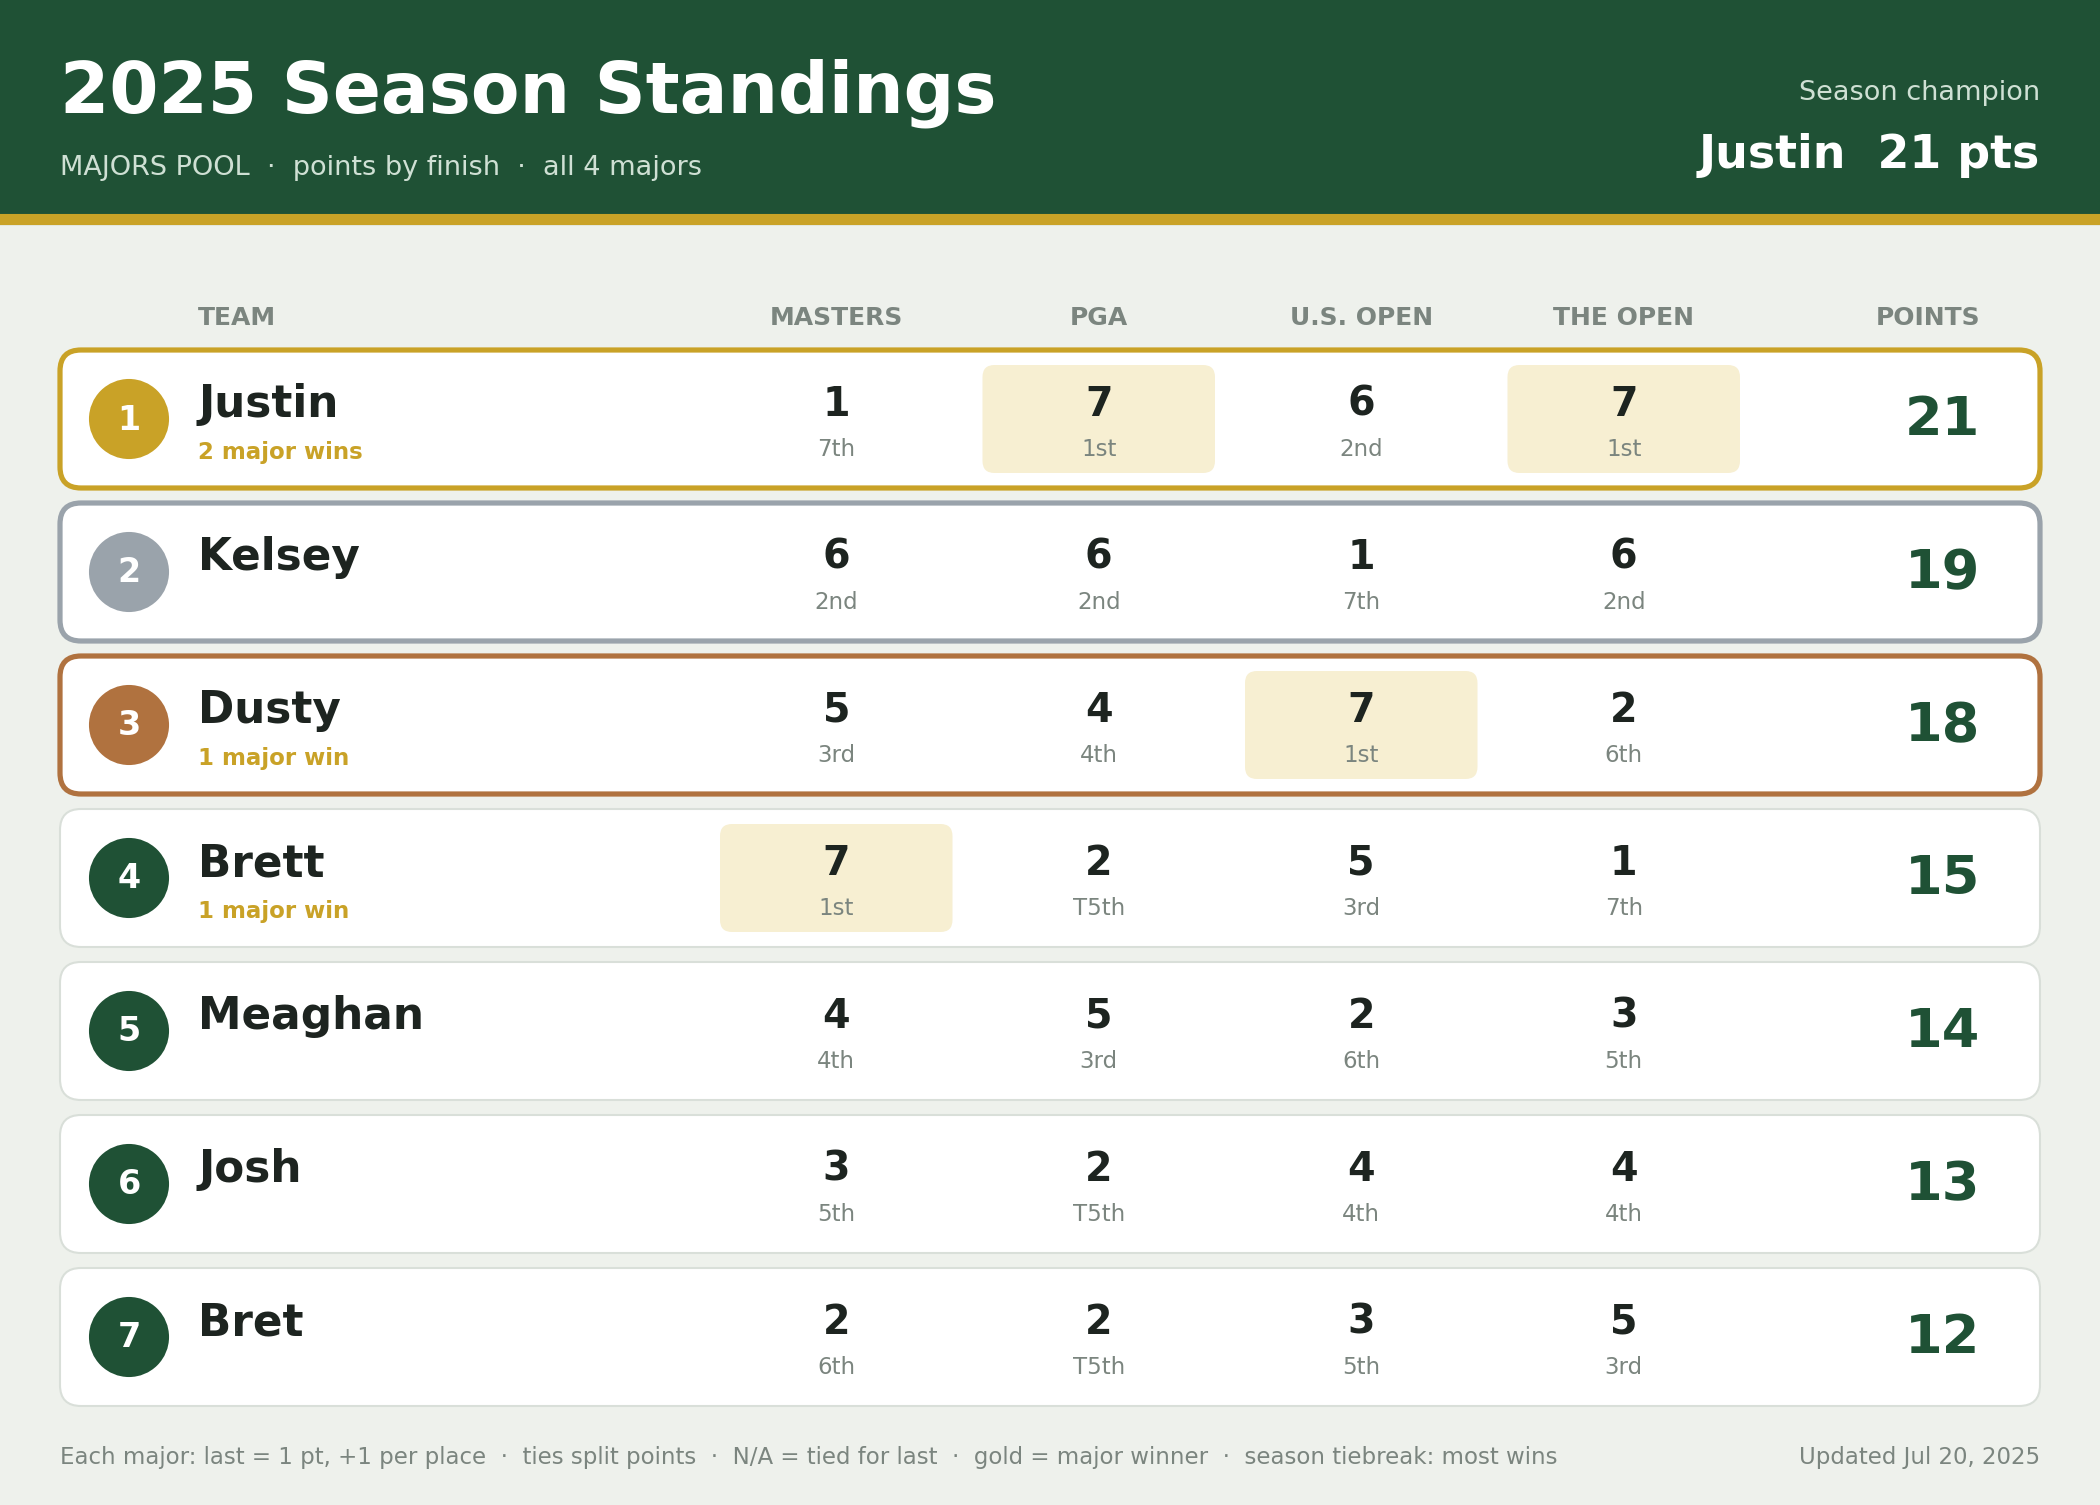 2025 Season Standings
MAJORS POOL · points by finish · all 4 majors
Season champion
Justin 21 pts
TEAM MASTERS PGA U.S. OPEN THE OPEN POINTS
1 Justin 1 7 6 7 21
2 major wins 7th 1st 2nd 1st
2 Kelsey 6 6 1 6 19
2nd 2nd 7th 2nd
3 Dusty 5 4 7 2 18
1 major win 3rd 4th 1st 6th
4 Brett 7 2 5 1 15
1 major win 1st T5th 3rd 7th
5 Meaghan 4 5 2 3 14
4th 3rd 6th 5th
6 Josh 3 2 4 4 13
5th T5th 4th 4th
7 Bret 2 2 3 5 12
6th T5th 5th 3rd
Each major: last = 1 pt, +1 per place · ties split points · N/A = tied for last · gold = major winner · season tiebreak: most wins
Updated Jul 20, 2025